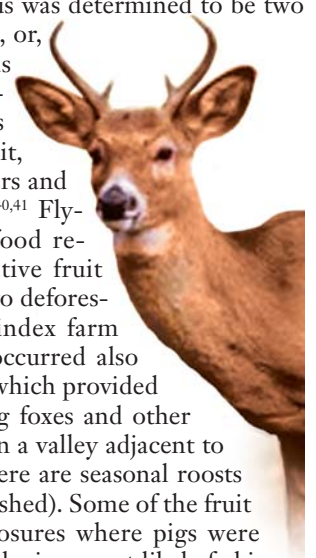 is was determined to be two
, or,
s
-
s
it,
rs and
0,41 Fly-
ood re-
tive fruit
o defores-
index farm
occurred also
which provided
g foxes and other
n a valley adjacent to
ere are seasonal roosts
shed). Some of the fruit
osures where pigs were